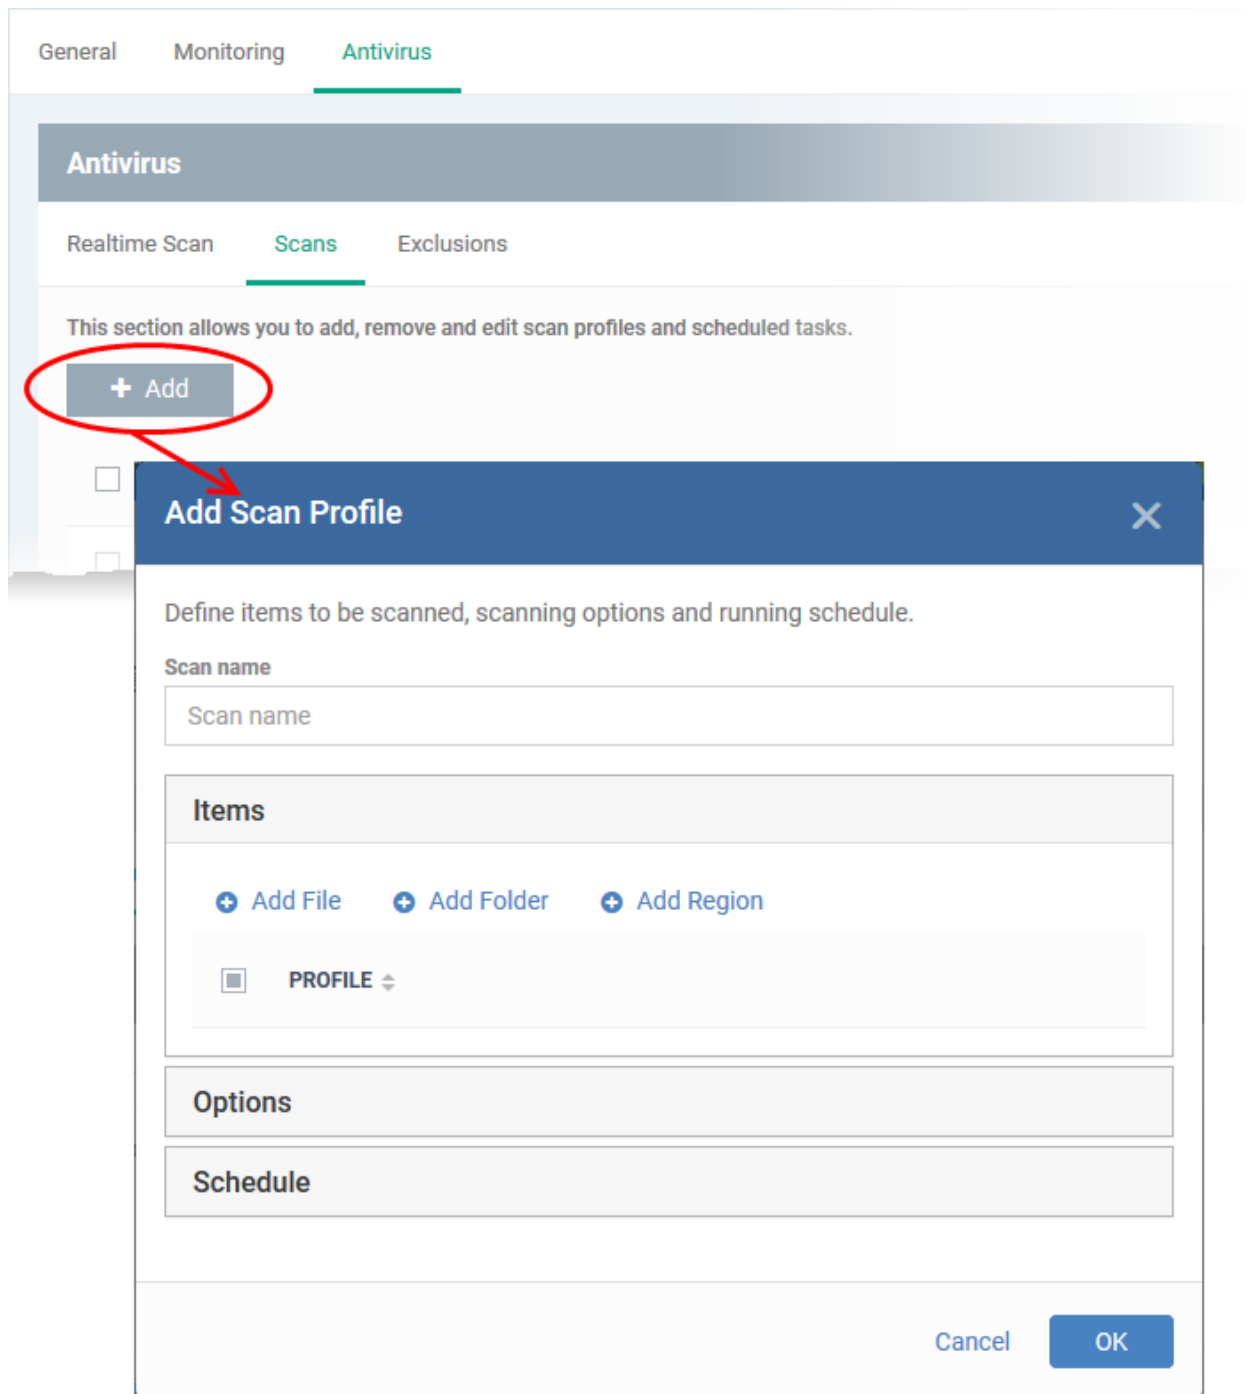 General Monitoring Antivirus
Antivirus
Realtime Scan Scans Exclusions
This section allows you to add, remove and edit scan profiles and scheduled tasks.
+ Add
Add Scan Profile
Define items to be scanned, scanning options and running schedule.
Scan name
Scan name
Items
Add File Add Folder Add Region
PROFILE
Options
Schedule
Cancel OK